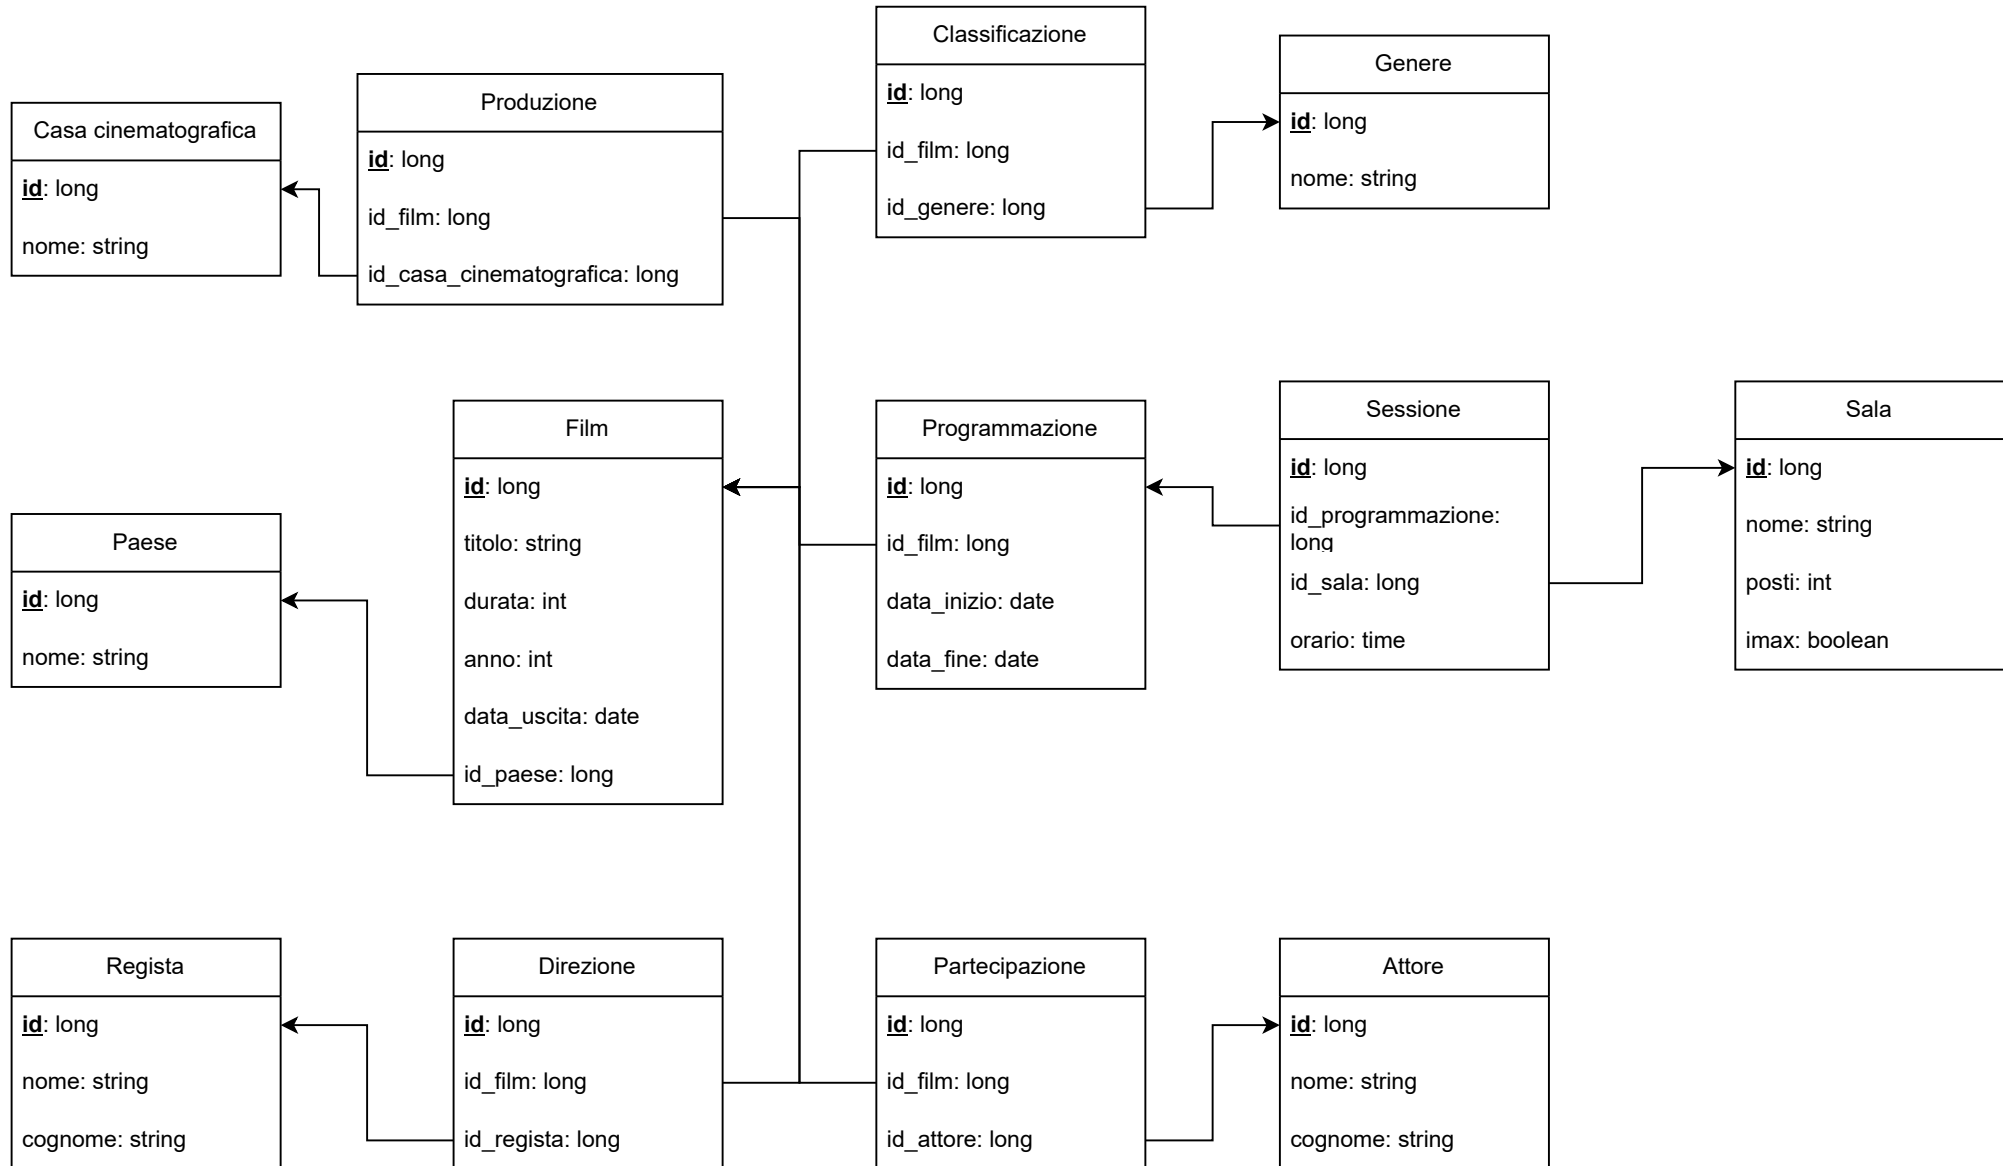 Casa cinematografica
id: long
nome: string
Produzione
id: long
id_film: long
id_casa_cinematografica: long
Classificazione
id: long
id_film: long
id_genere: long
Genere
id: long
nome: string
Paese
id: long
nome: string
Film
id: long
titolo: string
durata: int
anno: int
data_uscita: date
id_paese: long
Programmazione
id: long
id_film: long
data_inizio: date
data_fine: date
Sessione
id: long
id_programmazione:
long
id_sala: long
orario: time
Sala
id: long
nome: string
posti: int
imax: boolean
Regista
id: long
nome: string
cognome: string
Direzione
id: long
id_film: long
id_regista: long
Partecipazione
id: long
id_film: long
id_attore: long
Attore
id: long
nome: string
cognome: string